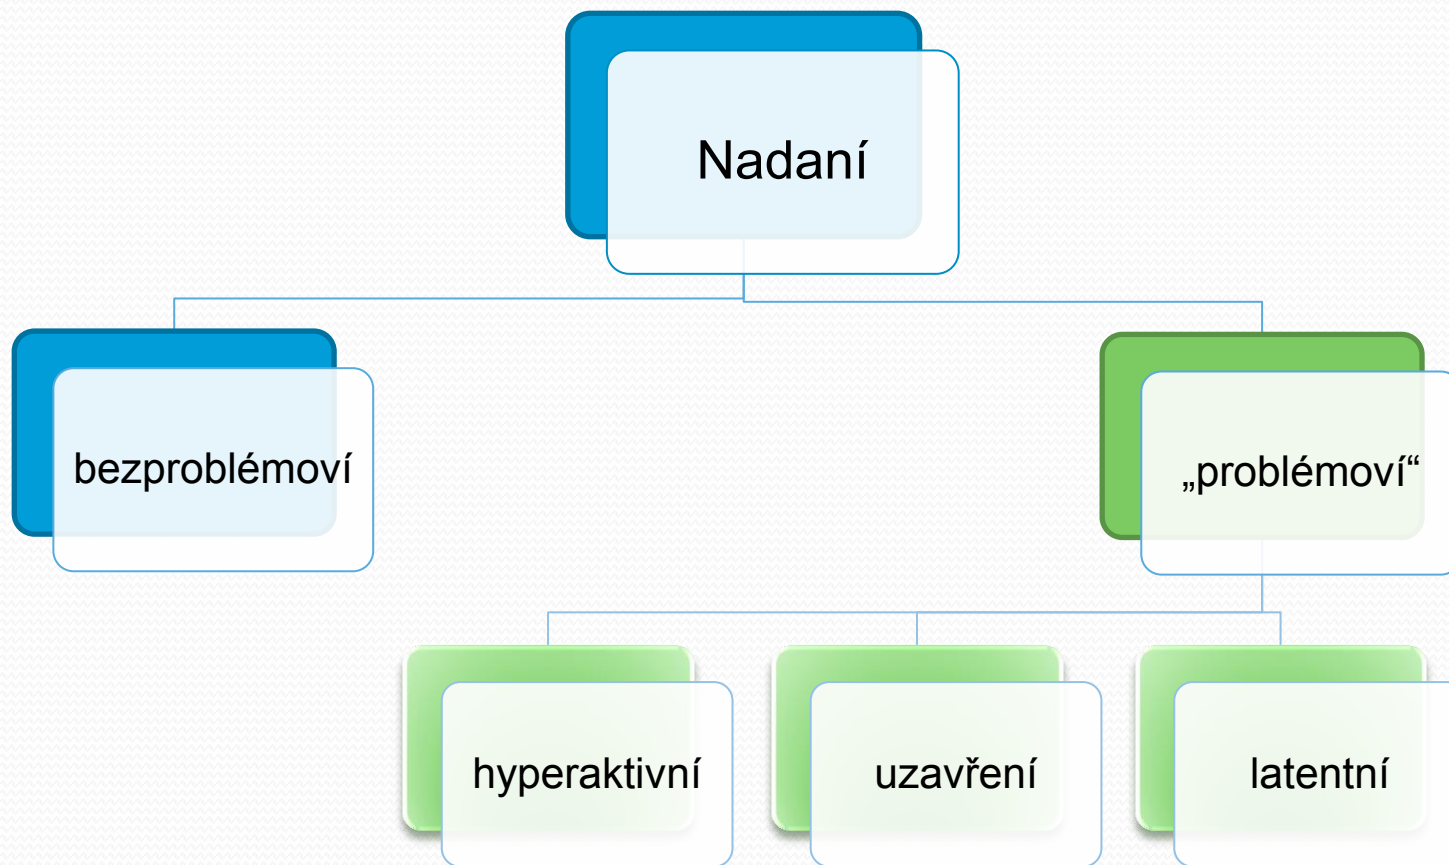 Nadaní
bezproblémoví
„problémoví“
hyperaktivní
uzavření
latentní